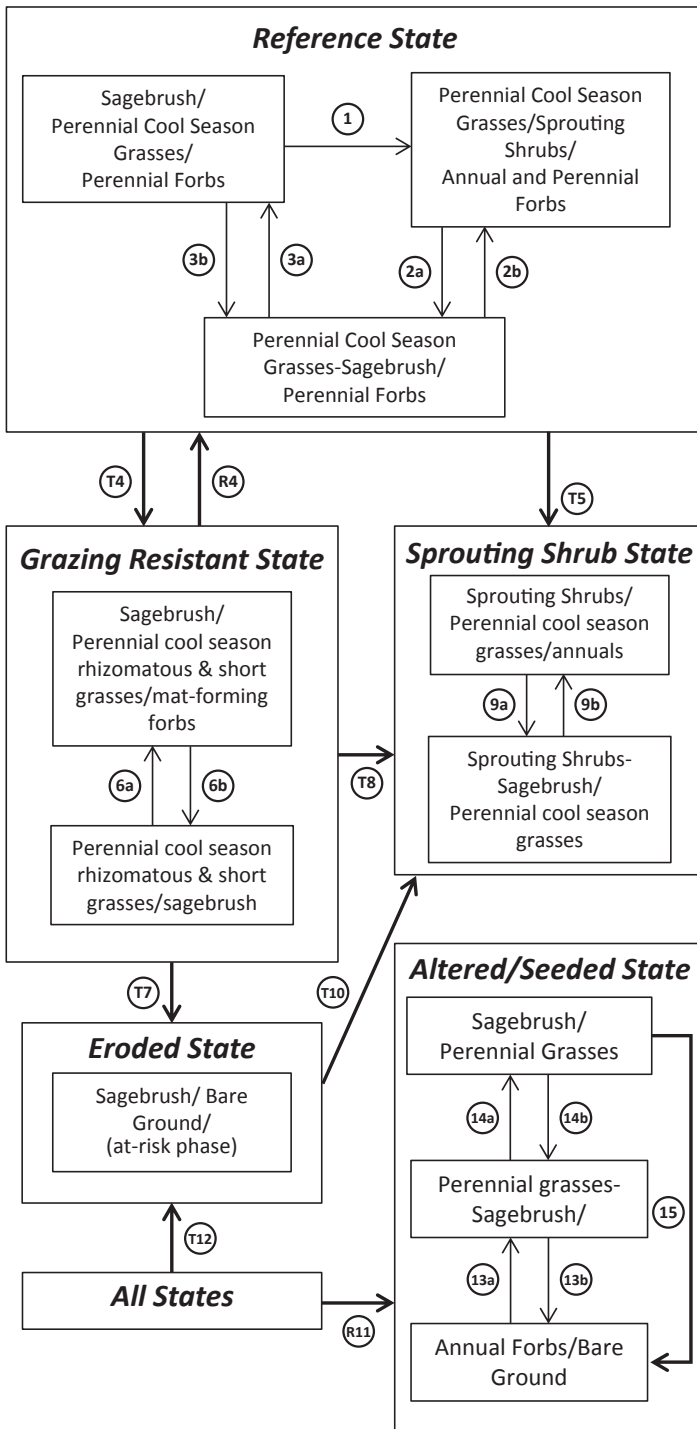 Reference State
Sagebrush/
Perennial Cool Season
Grasses/
Perennial Forbs
1
Perennial Cool Season
Grasses/Sprouting
Shrubs/
Annual and Perennial
Forbs
3b
3a
2a
2b
Perennial Cool Season
Grasses-Sagebrush/
Perennial Forbs
T4
R4
T5
Grazing Resistant State
Sagebrush/
Perennial cool season
rhizomatous & short
grasses/mat-forming
forbs
6a
6b
Perennial cool season
rhizomatous & short
grasses/sagebrush
T8
Sprouting Shrub State
Sprouting Shrubs/
Perennial cool season
grasses/annuals
9a
9b
Sprouting Shrubs-
Sagebrush/
Perennial cool season
grasses
T7
T10
Eroded State
Sagebrush/ Bare
Ground/
(at-risk phase)
T12
All States
R11
Altered/Seeded State
Sagebrush/
Perennial Grasses
14a
14b
Perennial grasses-
Sagebrush/
15
13a
13b
Annual Forbs/Bare
Ground